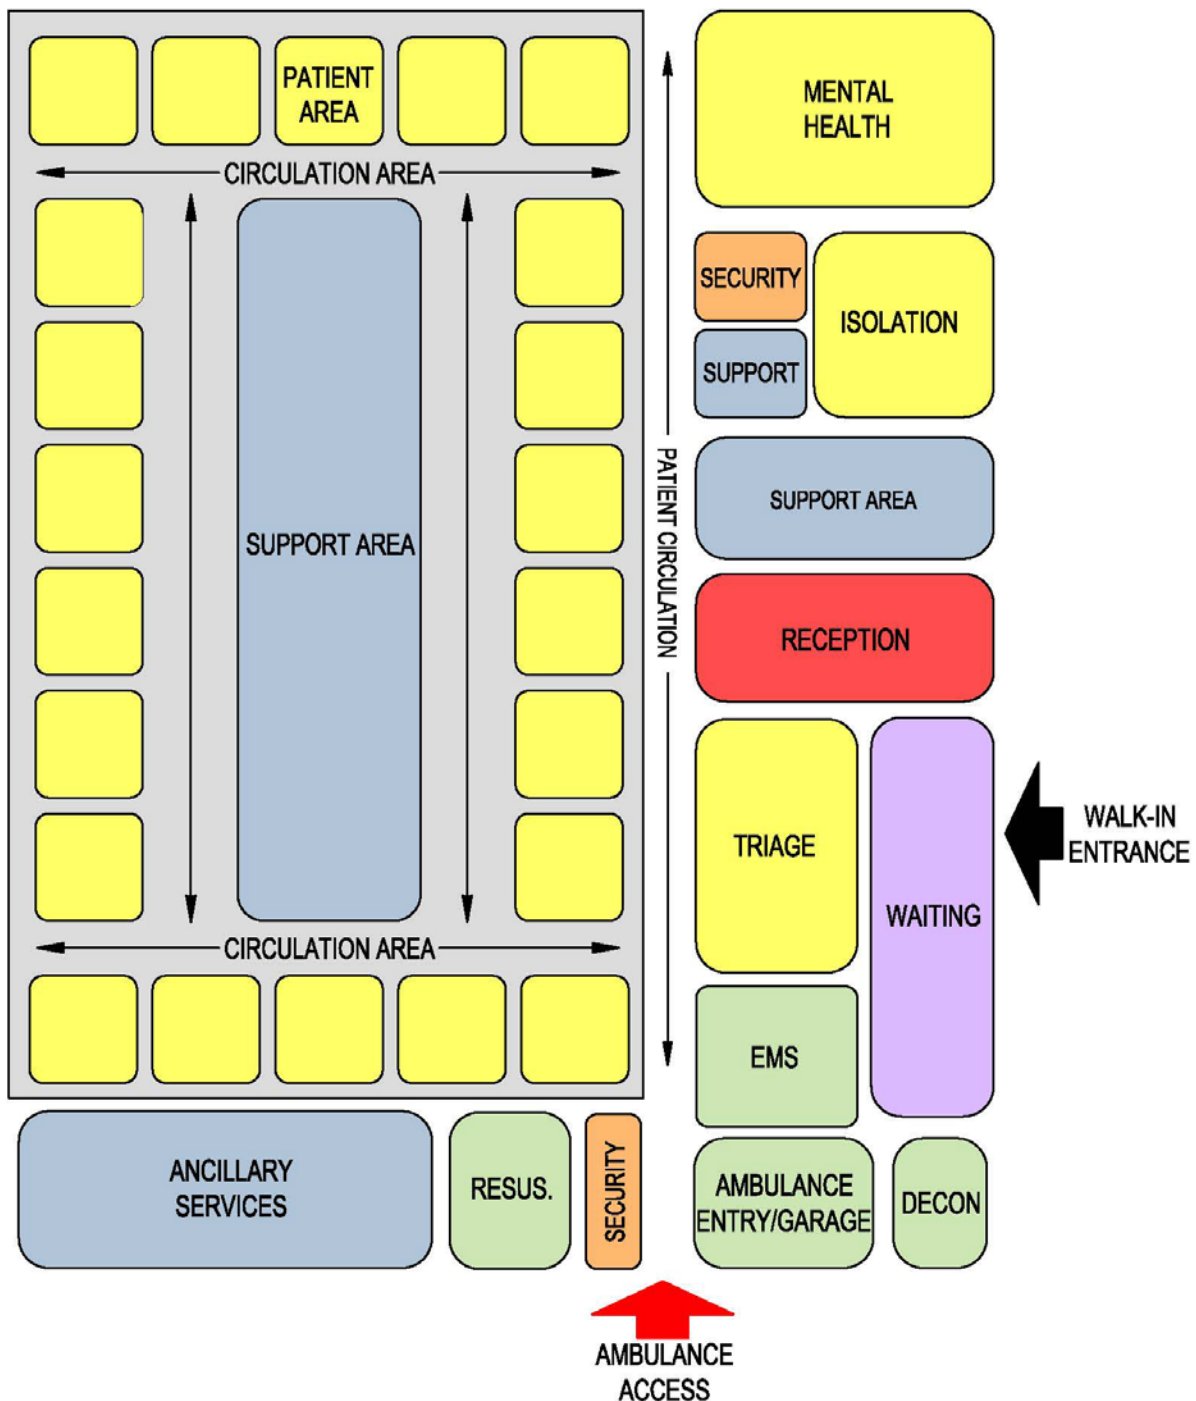 PATIENT
AREA
CIRCULATION AREA
SUPPORT AREA
CIRCULATION AREA
PATIENT CIRCULATION
MENTAL
HEALTH
SECURITY
ISOLATION
SUPPORT
SUPPORT AREA
RECEPTION
TRIAGE
WAITING
WALK-IN
ENTRANCE
EMS
ANCILLARY
SERVICES
RESUS.
SECURITY
AMBULANCE
ENTRY/GARAGE
DECON
AMBULANCE
ACCESS